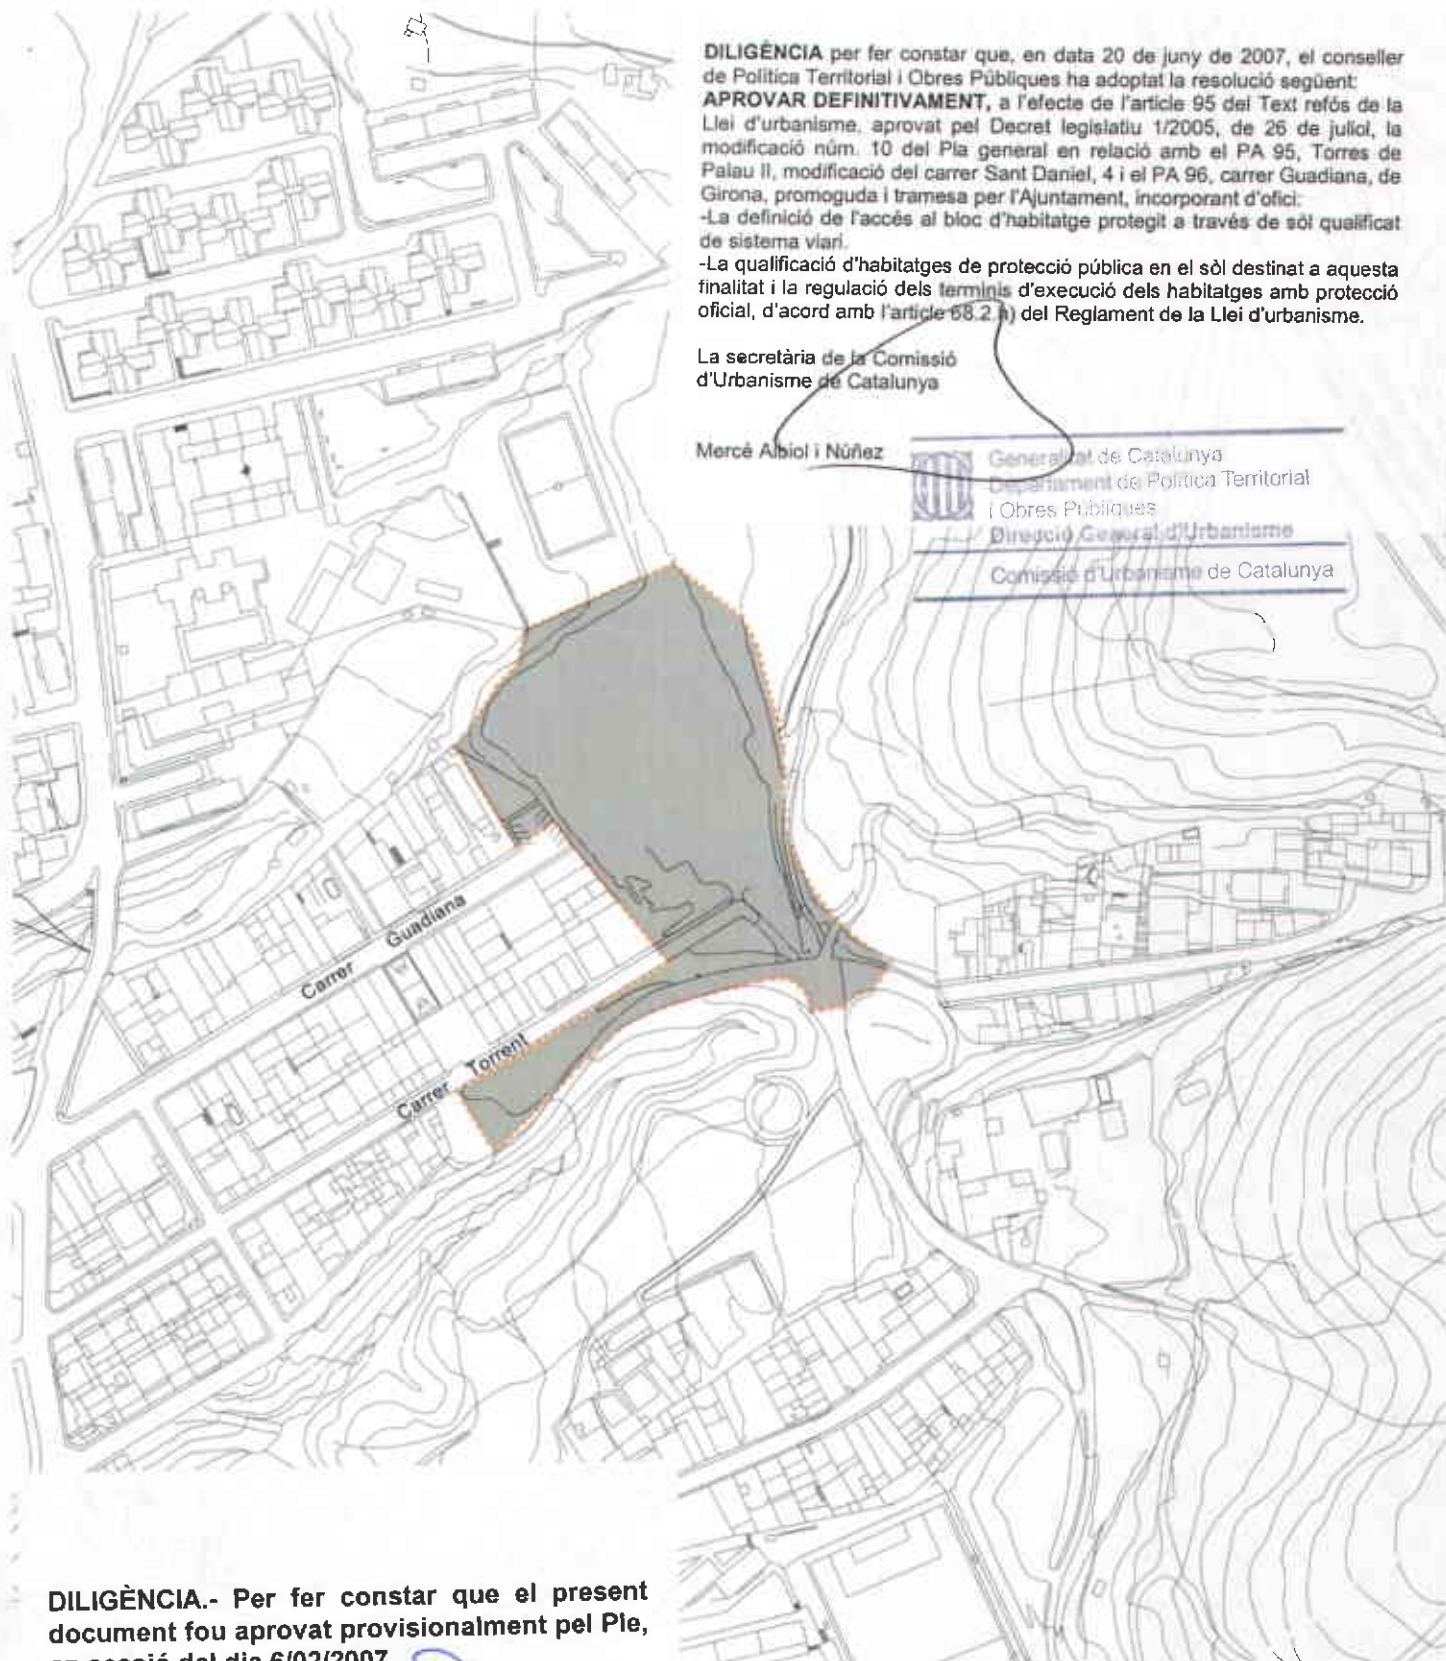 DILIGÈNCIA per fer constar que, en data 20 de juny de 2007, el conseller
de Política Territorial i Obres Públiques ha adoptat la resolució següent:
APROVAR DEFINITIVAMENT, a l'efecte de l'article 95 del Text refós de la
Llei d'urbanisme, aprovat pel Decret legislatiu 1/2005, de 26 de juliol, la
modificació núm. 10 del Pla general en relació amb el PA 95, Torres de
Palau II, modificació del carrer Sant Daniel, 4 i el PA 96, carrer Guadiana, de
Girona, promoguda i tramesa per l'Ajuntament, incorporant d'ofici:
-La definició de l'accés al bloc d'habitatge protegit a través de sòl qualificat
de sistema viari.
-La qualificació d'habitatges de protecció pública en el sòl destinat a aquesta
finalitat i la regulació dels terminis d'execució dels habitatges amb protecció
oficial, d'acord amb l'article 68.2 h) del Reglament de la Llei d'urbanisme.
La secretària de la Comissió
d'Urbanisme de Catalunya
Mercé Albiol i Núñez
Generalitat de Catalunya
Departament de Política Territorial
i Obres Públiques
Direcció General d'Urbanisme
Comissió d'Urbanisme de Catalunya
Carrer Guadiana
Carrer Torrent
DILIGÈNCIA.- Per fer constar que el present
document fou aprovat provisionalment pel Ple,
en sessió del dia 6/02/2007